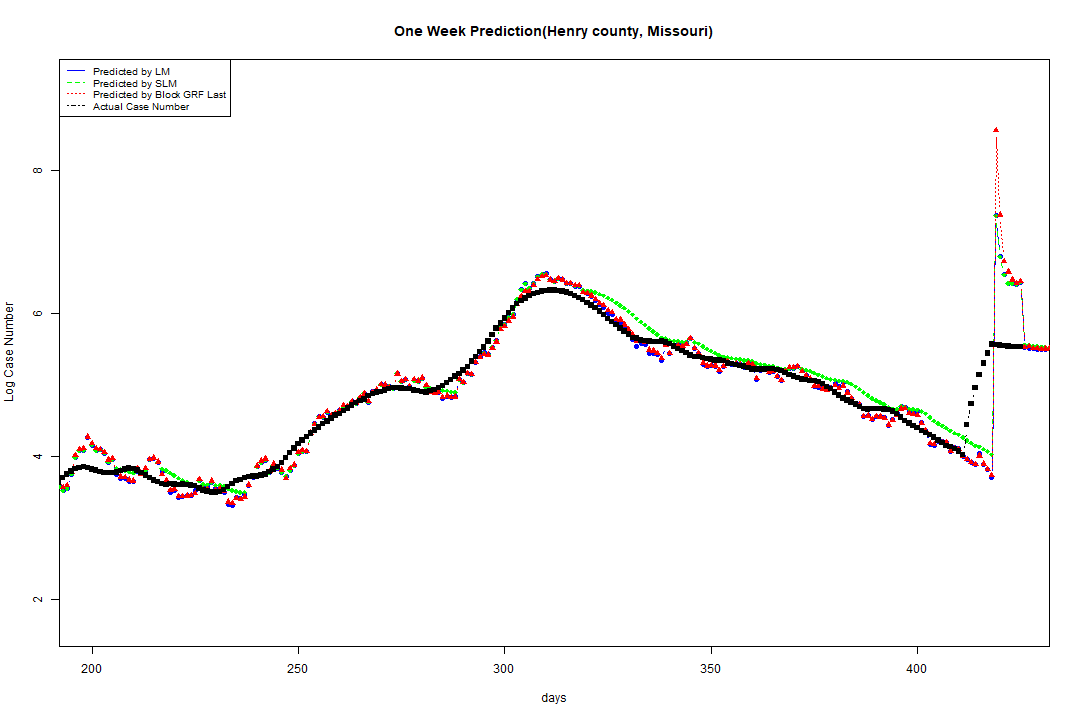 One Week Prediction(Henry county, Missouri)
Predicted by LM
Predicted by SLM
Predicted by Block GRF Last
Actual Case Number
8
6
4
2
Log Case Number
200 250 300 350 400
days